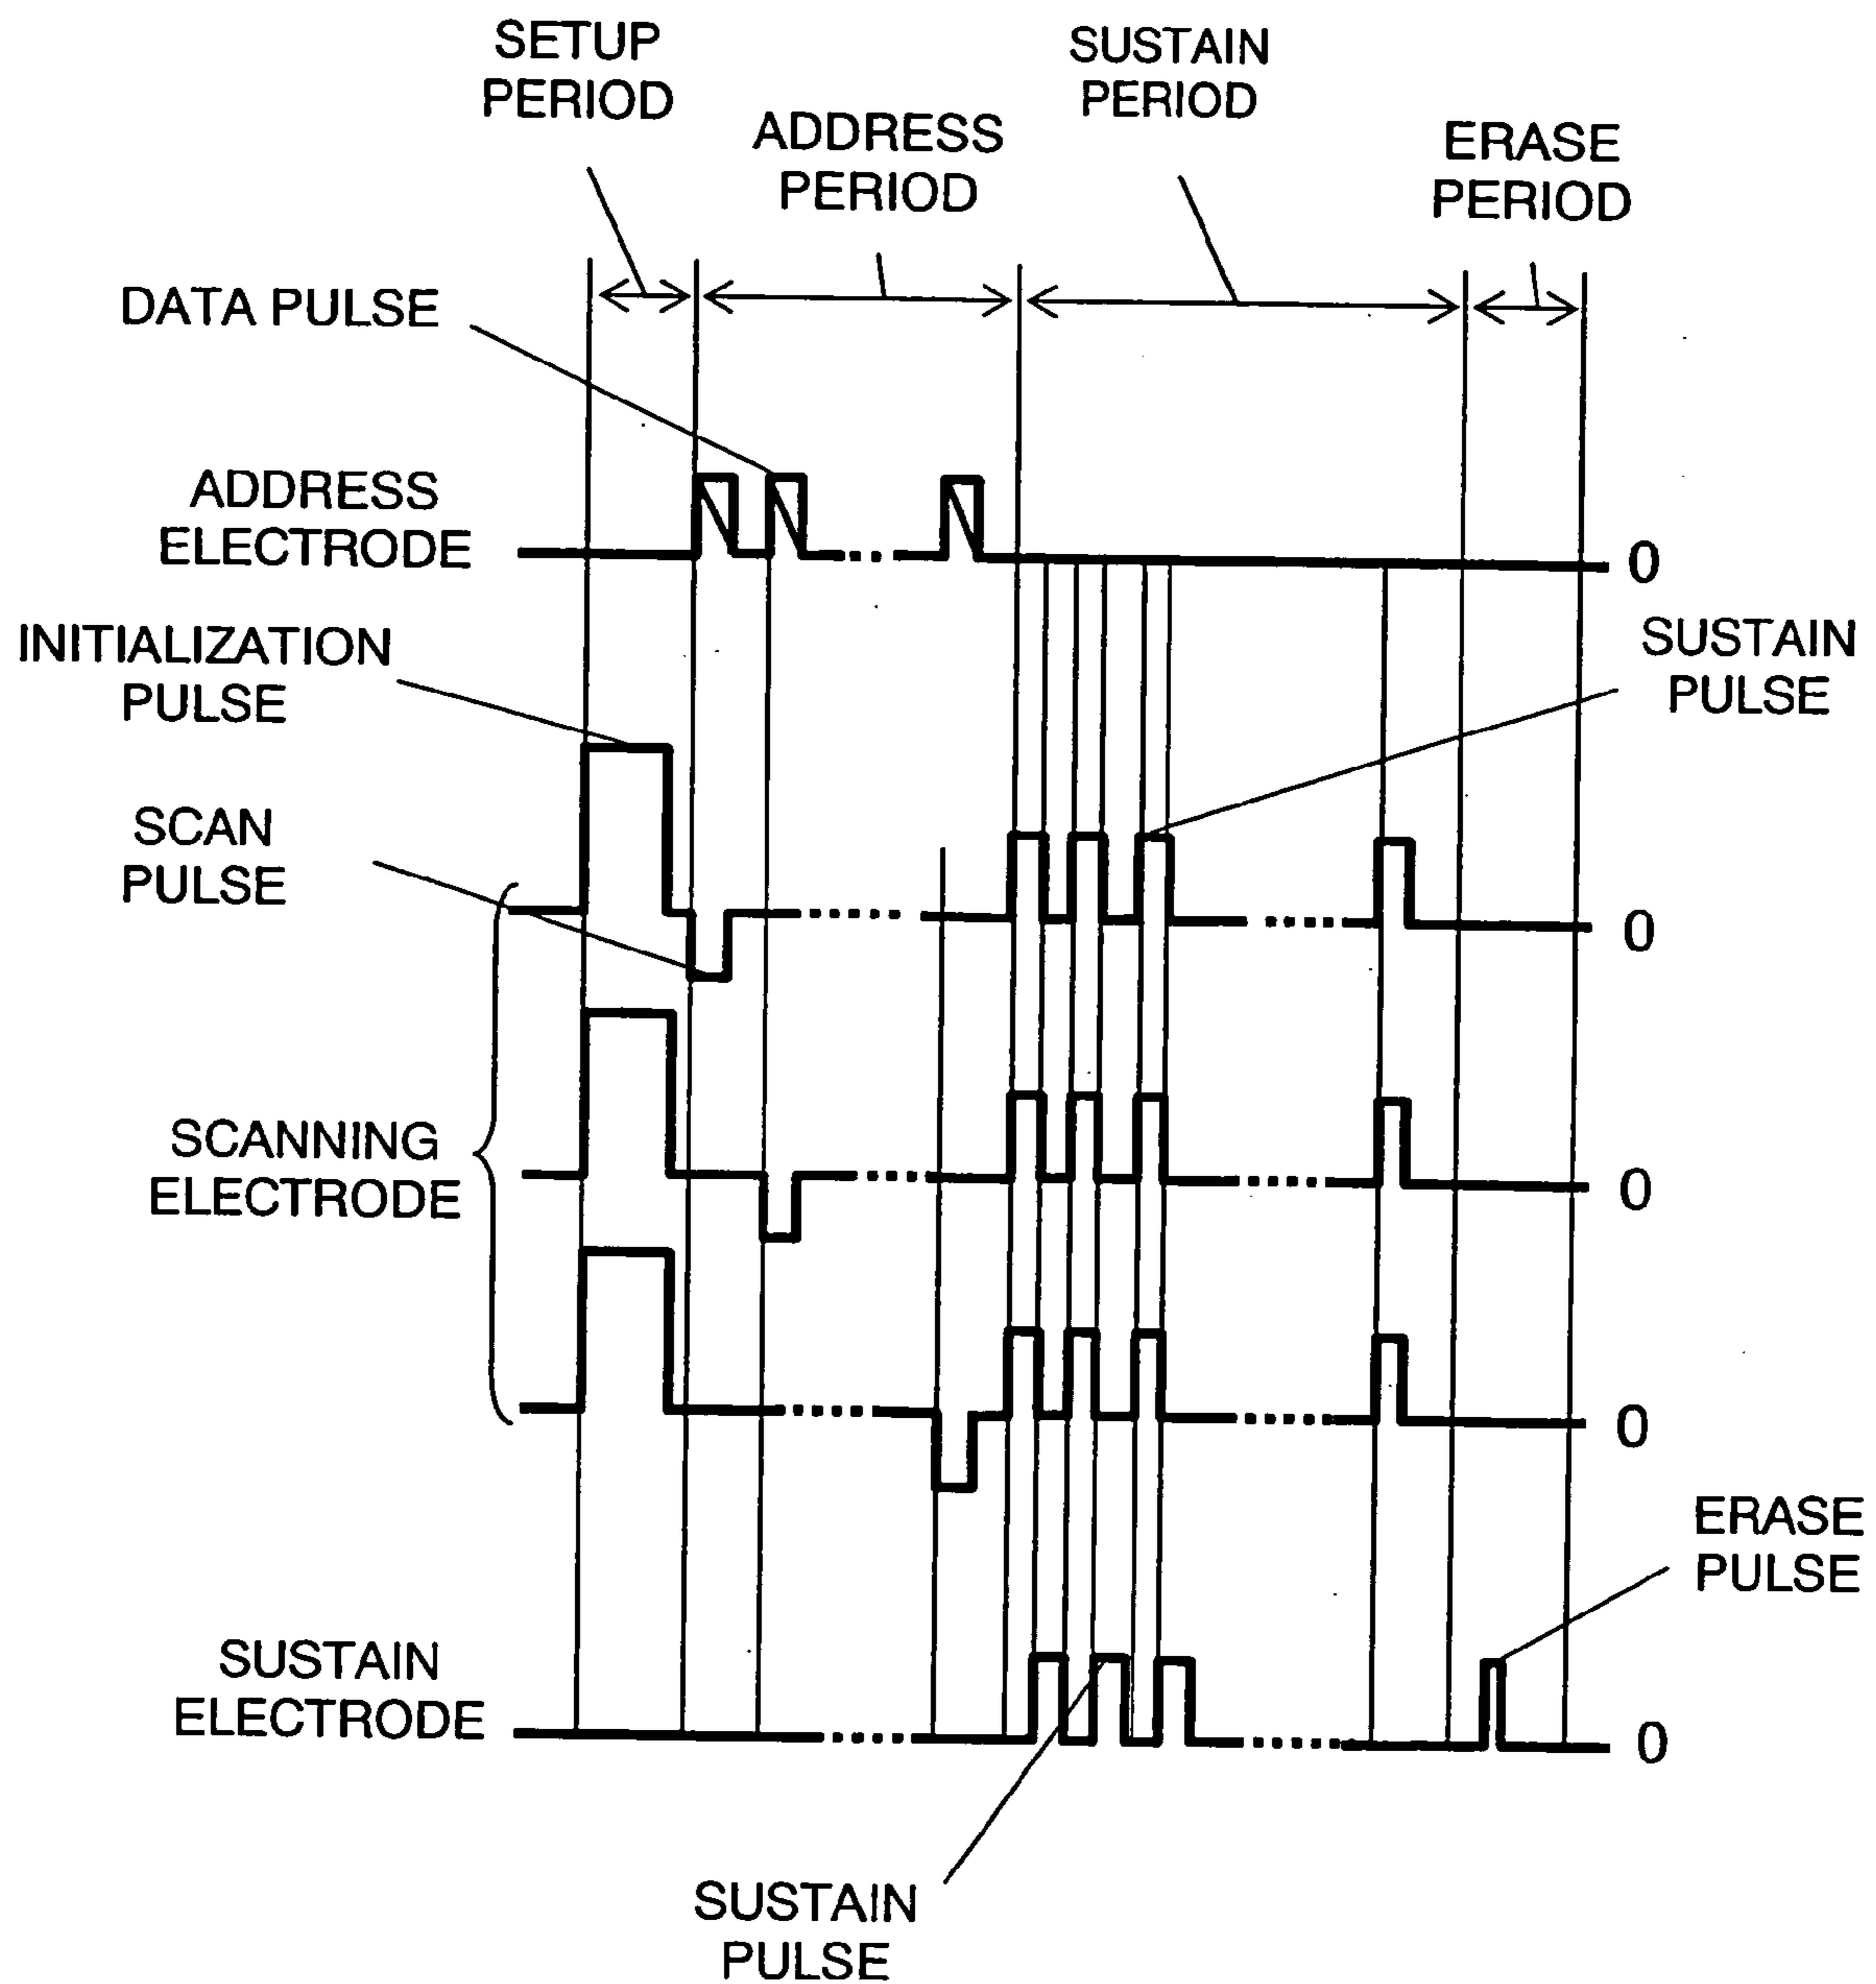 SETUP
PERIOD
SUSTAIN
PERIOD
ADDRESS
PERIOD
ERASE
PERIOD
DATA PULSE
ADDRESS
ELECTRODE
0
INITIALIZATION
PULSE
SUSTAIN
PULSE
SCAN
PULSE
0
SCANNING
ELECTRODE
0
0
ERASE
PULSE
SUSTAIN
ELECTRODE
0
SUSTAIN
PULSE